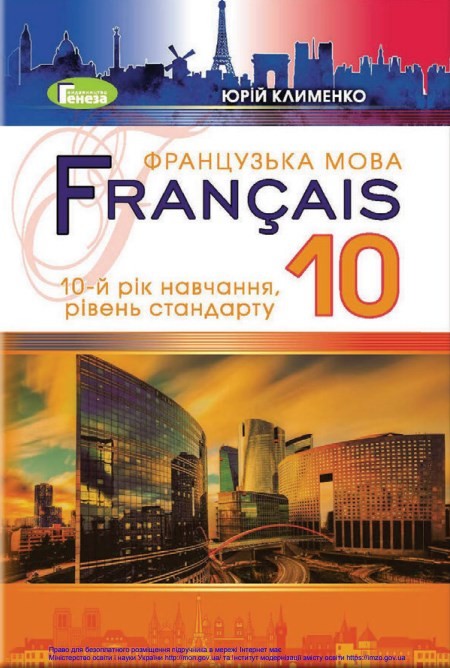 Видавництво
Генеза
ЮРІЙ КЛИМЕНКО
ФРАНЦУЗЬКА МОВА
FRANÇAIS
10
10-й рік навчання,
рівень стандарту
Право для безоплатного розміщення підручника в мережі Інтернет має
Міністерство освіти і науки України http://mon.gov.ua/ та Інститут модернізації змісту освіти https://imzo.gov.ua